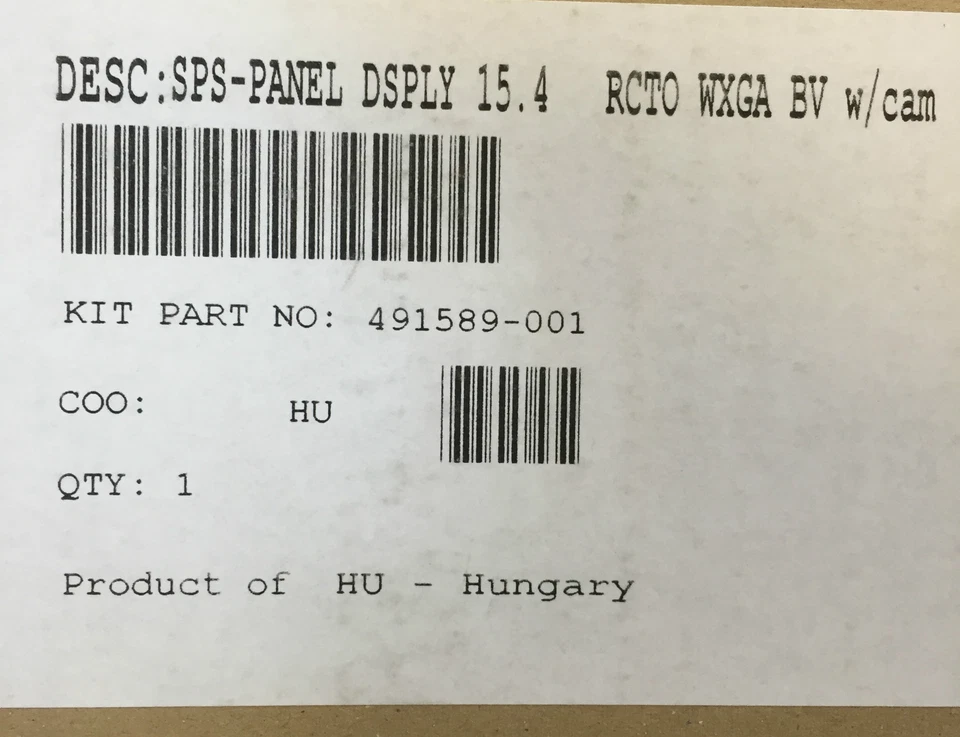 DESC:SPS-PANEL DSPLY 15.4 RCTO WXGA BV w/cam
KIT PART NO: 491589-001
COO: HU
QTY: 1
Product of HU - Hungary